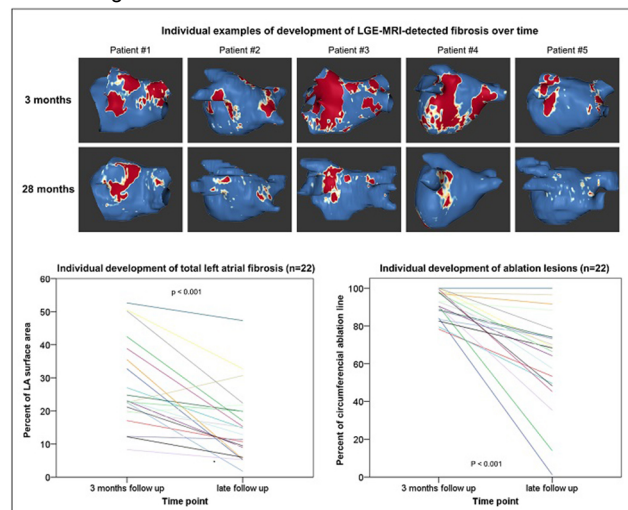 Individual examples of development of LGE-MRI-detected fibrosis over time
Patient #1 Patient #2 Patient #3 Patient #4 Patient #5
3 months
28 months
Individual development of total left atrial fibrosis (n=22)
p < 0.001
Percent of LA surface area
60
50
40
30
20
10
0
3 months follow up late follow up
Time point
Individual development of ablation lesions (n=22)
Percent of circumferencial ablation line
100
80
60
40
20
0
P < 0.001
3 months follow up late follow up
Time point